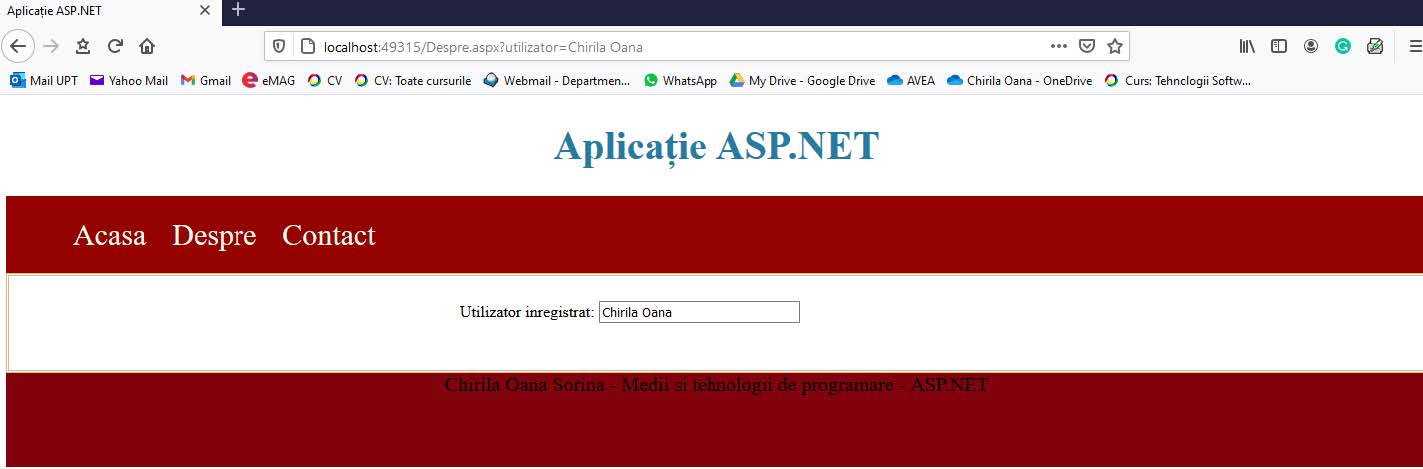 Aplicație ASP.NET
localhost:49315/Despre.aspx?utilizator=Chirila Oana
Mail UPT Yahoo Mail Gmail eMAG CV CV: Toate cursurile Webmail - Departmen... WhatsApp My Drive - Google Drive AVEA Chirila Oana - OneDrive Curs: Tehnologii Softw...
Aplicație ASP.NET
Acasa Despre Contact
Utilizator inregistrat: Chirila Oana
Chirila Oana Sorina - Medii si tehnologii de programare - ASP.NET